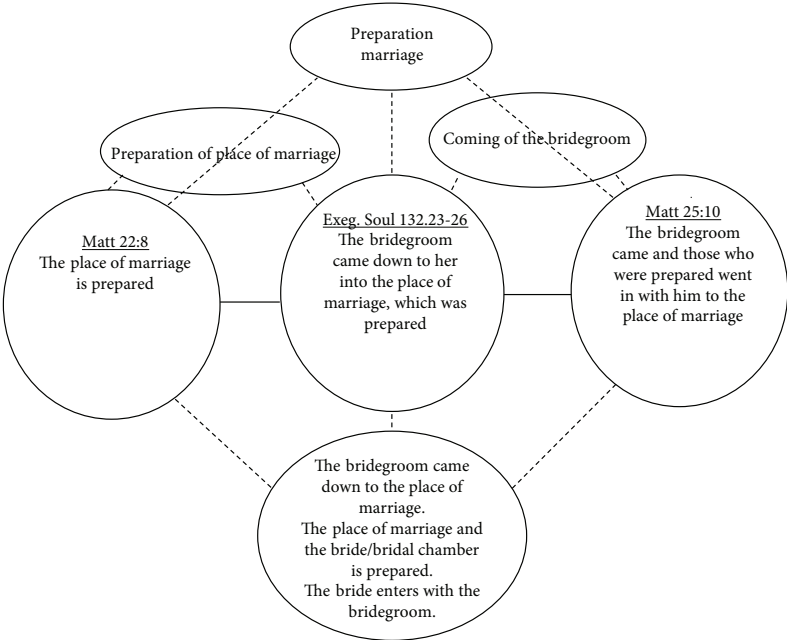 Preparation
marriage
Preparation of place of marriage
Coming of the bridegroom
Matt 22:8
The place of marriage
is prepared
Exeg. Soul 132.23-26
The bridegroom
came down to her
into the place of
marriage, which was
prepared
Matt 25:10
The bridegroom
came and those who
were prepared went
in with him to the
place of marriage
The bridegroom came
down to the place of
marriage.
The place of marriage and
the bride/bridal chamber
is prepared.
The bride enters with the
bridegroom.